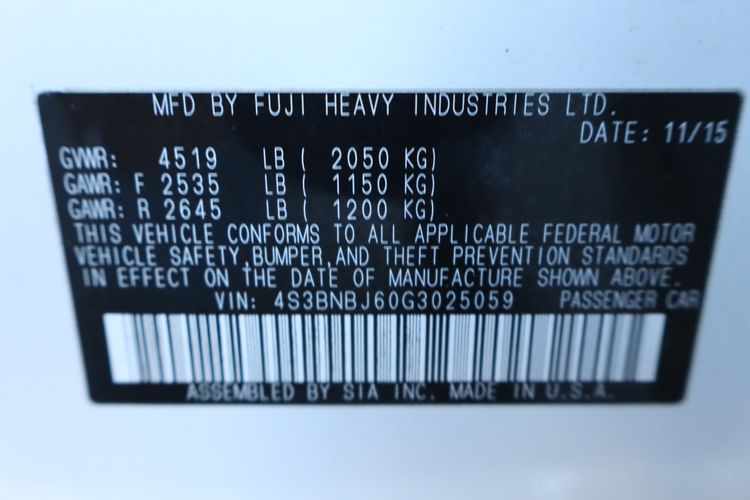 MFD BY FUJI HEAVY INDUSTRIES LTD.
DATE: 11/15
GVWR: 4519 LB ( 2050 KG)
GAWR: F 2535 LB ( 1150 KG)
GAWR: R 2645 LB ( 1200 KG)
THIS VEHICLE CONFORMS TO ALL APPLICABLE FEDERAL MOTOR
VEHICLE SAFETY,BUMPER,AND THEFT PREVENTION STANDARDS
IN EFFECT ON THE DATE OF MANUFACTURE SHOWN ABOVE.
VIN: 4S3BNBJ60G3025059 PASSENGER CAR
ASSEMBLED BY SIA INC. MADE IN U.S.A.